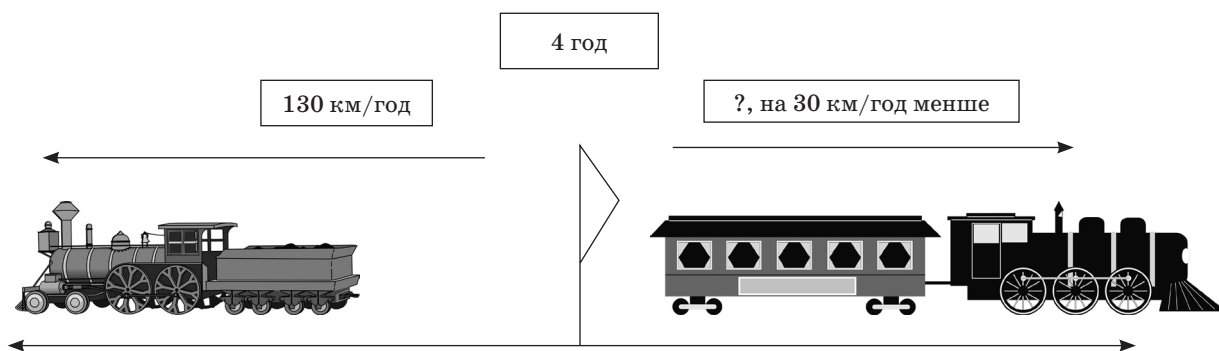 4 год
130 км/год
?, на 30 км/год менше